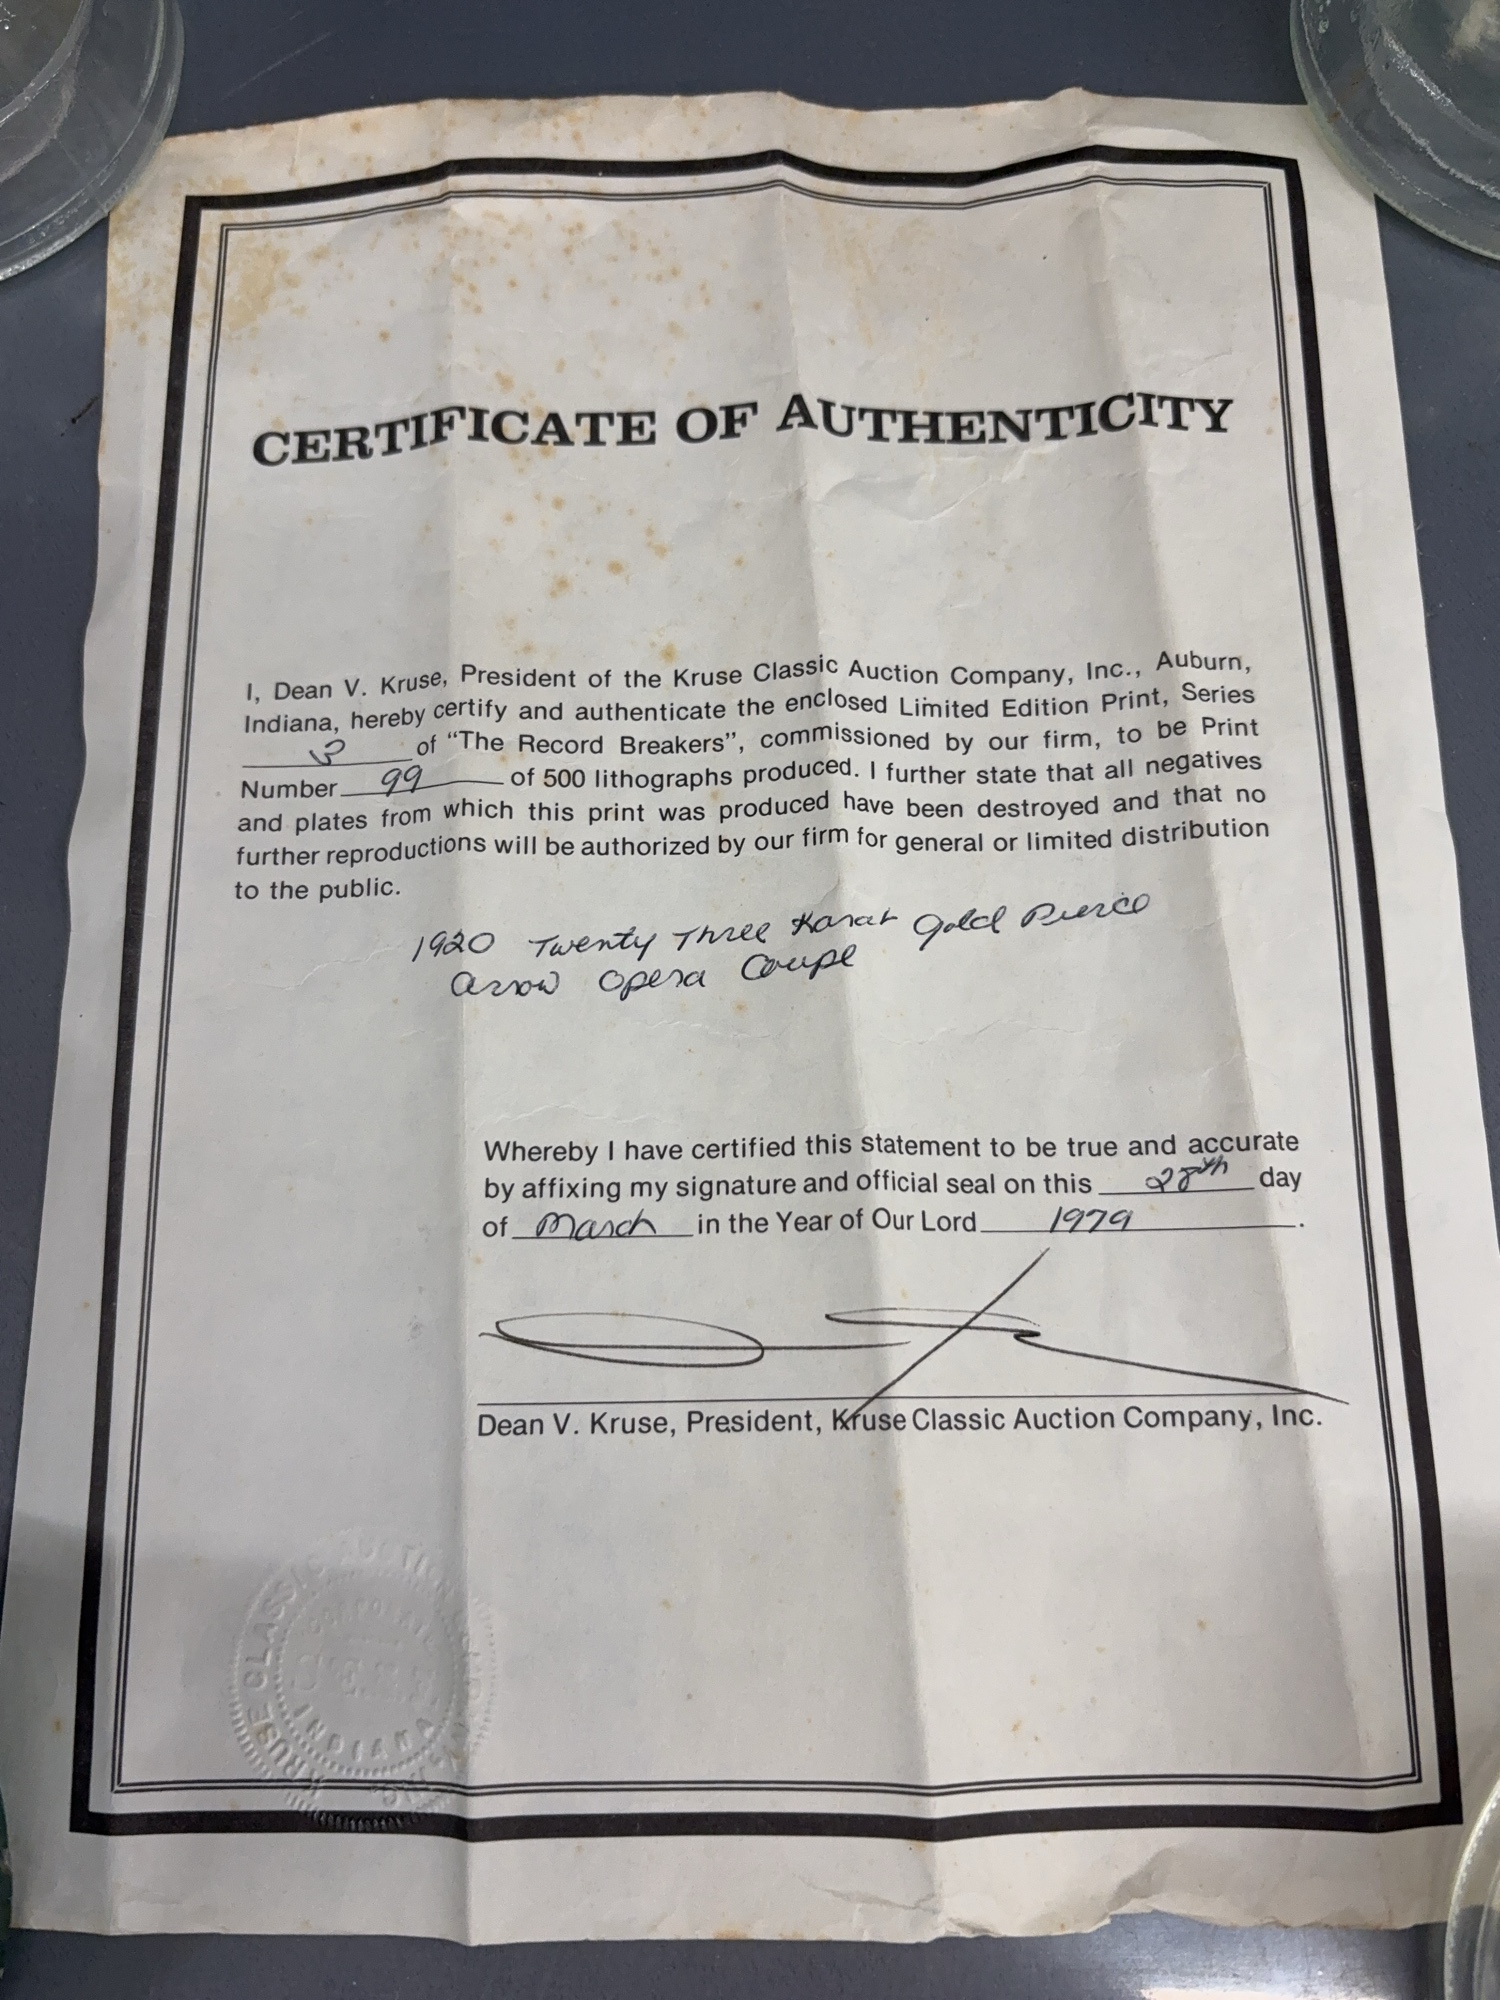 CERTIFICATE OF AUTHENTICITY
I, Dean V. Kruse, President of the Kruse Classic Auction Company, Inc., Auburn,
Indiana, hereby certify and authenticate the enclosed Limited Edition Print, Series
3 of "The Record Breakers", commissioned by our firm, to be Print
Number 99 of 500 lithographs produced. I further state that all negatives
and plates from which this print was produced have been destroyed and that no
further reproductions will be authorized by our firm for general or limited distribution
to the public.
1920 Twenty Three Karat Gold Pierce
Arrow Opera Coupe
Whereby I have certified this statement to be true and accurate
by affixing my signature and official seal on this 28th day
of March in the Year of Our Lord 1979.
Dean V. Kruse, President, Kruse Classic Auction Company, Inc.
KRUSE CLASSIC AUCTION
CORPORATE
SEAL
INDIANA